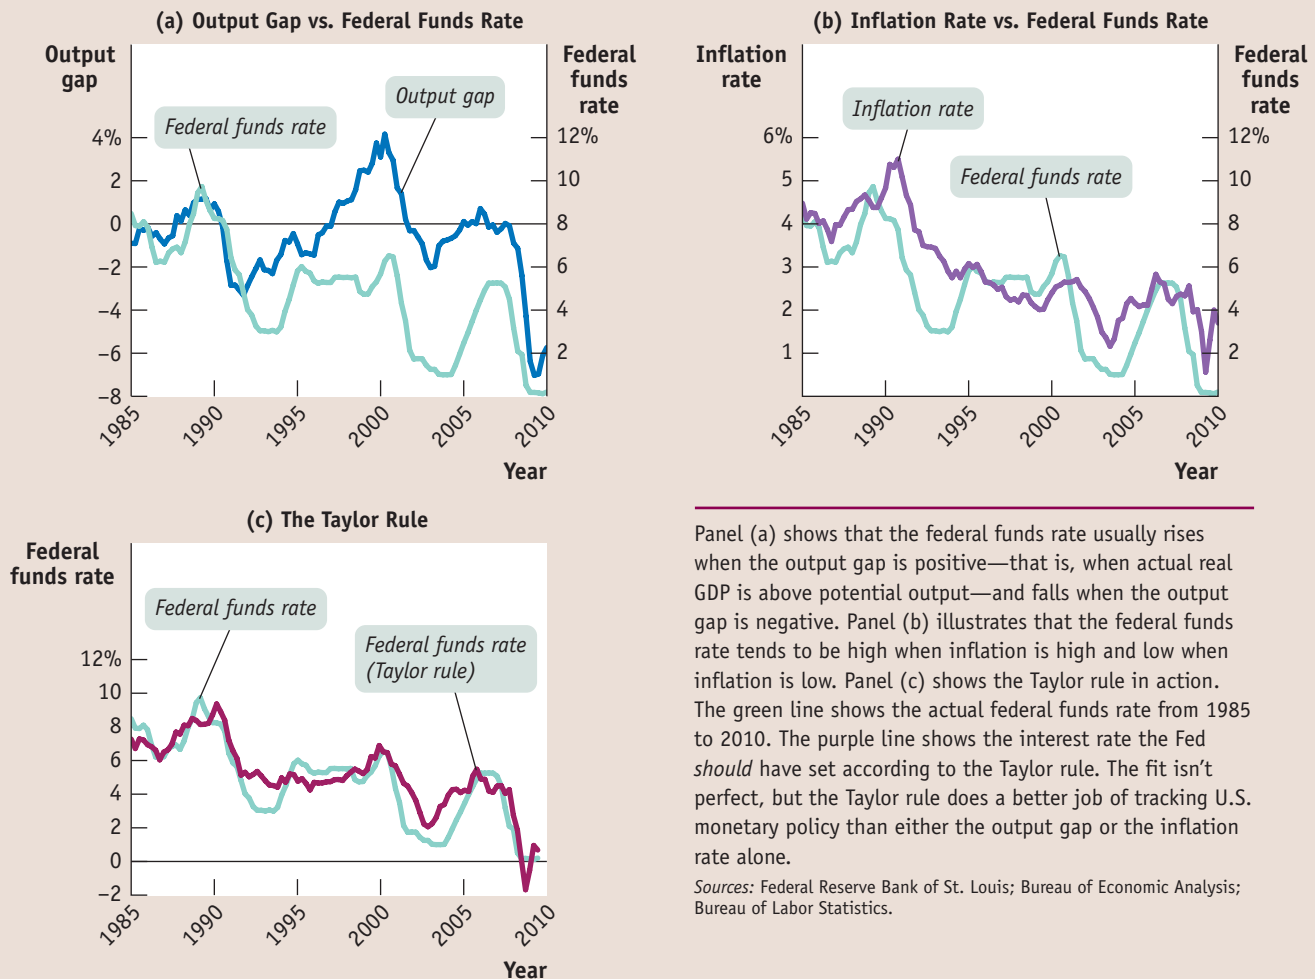 (a) Output Gap vs. Federal Funds Rate
Output
gap
Federal
funds
rate
Federal funds rate
Output gap
4%
2
0
–2
–4
–6
–8
12%
10
8
6
4
2
1985
1990
1995
2000
2005
2010
Year
(b) Inflation Rate vs. Federal Funds Rate
Inflation
rate
Federal
funds
rate
Inflation rate
Federal funds rate
6%
5
4
3
2
1
12%
10
8
6
4
2
1985
1990
1995
2000
2005
2010
Year
(c) The Taylor Rule
Federal
funds rate
Federal funds rate
Federal funds rate
(Taylor rule)
12%
10
8
6
4
2
0
–2
1985
1990
1995
2000
2005
2010
Year
Panel (a) shows that the federal funds rate usually rises
when the output gap is positive—that is, when actual real
GDP is above potential output—and falls when the output
gap is negative. Panel (b) illustrates that the federal funds
rate tends to be high when inflation is high and low when
inflation is low. Panel (c) shows the Taylor rule in action.
The green line shows the actual federal funds rate from 1985
to 2010. The purple line shows the interest rate the Fed
should have set according to the Taylor rule. The fit isn't
perfect, but the Taylor rule does a better job of tracking U.S.
monetary policy than either the output gap or the inflation
rate alone.
Sources: Federal Reserve Bank of St. Louis; Bureau of Economic Analysis;
Bureau of Labor Statistics.